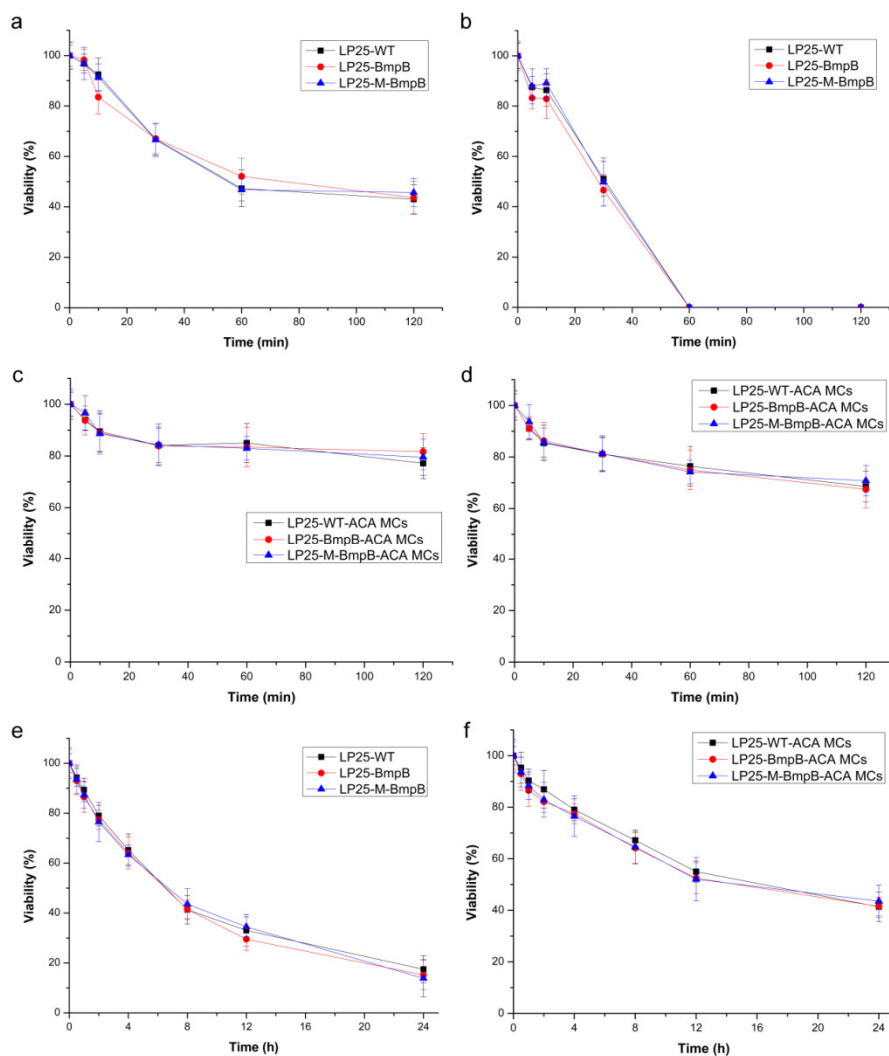 a
LP25-WT
LP25-BmpB
LP25-M-BmpB
100
80
60
40
20
0
Viability (%)
0 20 40 60 80 100 120
Time (min)
b
LP25-WT
LP25-BmpB
LP25-M-BmpB
100
80
60
40
20
0
Viability (%)
0 20 40 60 80 100 120
Time (min)
c
LP25-WT-ACA MCs
LP25-BmpB-ACA MCs
LP25-M-BmpB-ACA MCs
100
80
60
40
20
0
Viability (%)
0 20 40 60 80 100 120
Time (min)
d
LP25-WT-ACA MCs
LP25-BmpB-ACA MCs
LP25-M-BmpB-ACA MCs
100
80
60
40
20
0
Viability (%)
0 20 40 60 80 100 120
Time (min)
e
LP25-WT
LP25-BmpB
LP25-M-BmpB
100
80
60
40
20
0
Viability (%)
0 4 8 12 16 20 24
Time (h)
f
LP25-WT-ACA MCs
LP25-BmpB-ACA MCs
LP25-M-BmpB-ACA MCs
100
80
60
40
20
0
Viability (%)
0 4 8 12 16 20 24
Time (h)